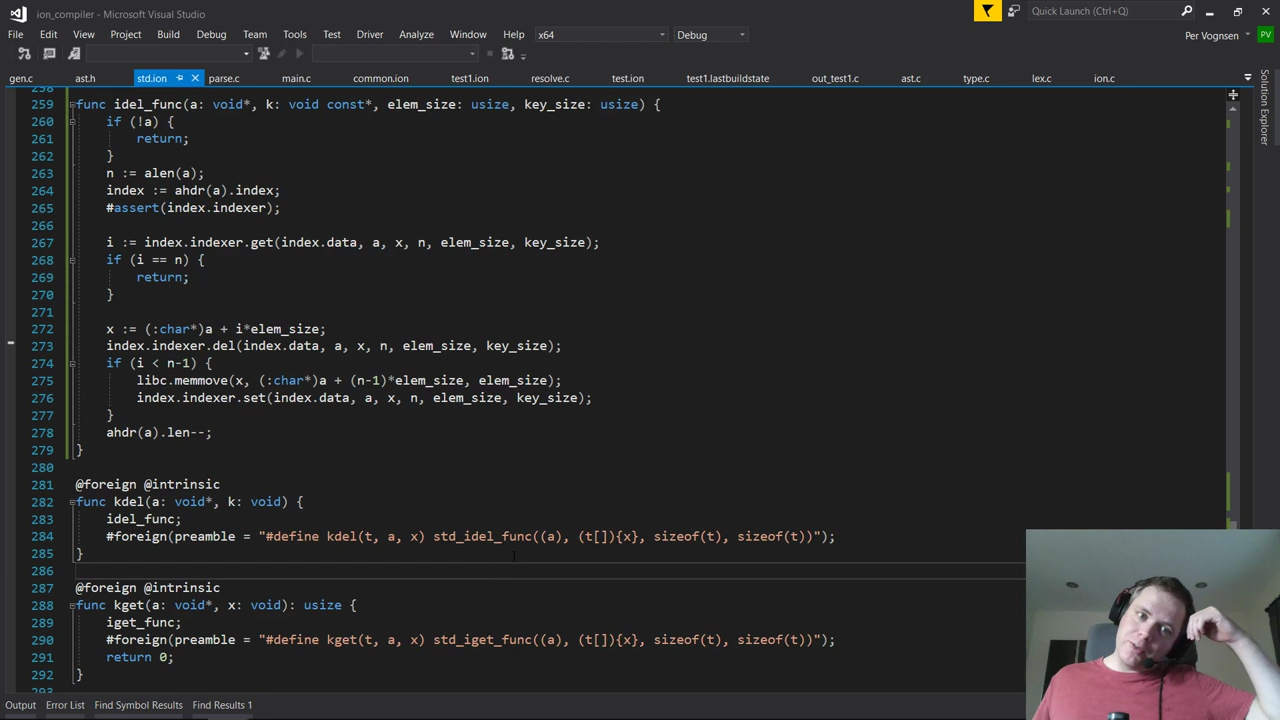 ion_compiler - Microsoft Visual Studio
Quick Launch (Ctrl+Q)
File Edit View Project Build Debug Team Tools Test Driver Analyze Window Help x64 Debug Per Vognsen PV
gen.c ast.h std.ion parse.c main.c common.ion test1.ion resolve.c test.ion test1.lastbuildstate out_test1.c ast.c type.c lex.c ion.c
Solution Explorer
258
259 func idel_func(a: void*, k: void const*, elem_size: usize, key_size: usize) {
260 if (!a) {
261 return;
262 }
263 n := alen(a);
264 index := ahdr(a).index;
265 #assert(index.indexer);
266
267 i := index.indexer.get(index.data, a, x, n, elem_size, key_size);
268 if (i == n) {
269 return;
270 }
271
272 x := (:char*)a + i*elem_size;
273 index.indexer.del(index.data, a, x, n, elem_size, key_size);
274 if (i < n-1) {
275 libc.memmove(x, (:char*)a + (n-1)*elem_size, elem_size);
276 index.indexer.set(index.data, a, x, n, elem_size, key_size);
277 }
278 ahdr(a).len--;
279 }
280
281 @foreign @intrinsic
282 func kdel(a: void*, k: void) {
283 idel_func;
284 #foreign(preamble = "#define kdel(t, a, x) std_idel_func((a), (t[]){x}, sizeof(t), sizeof(t))");
285 }
286
287 @foreign @intrinsic
288 func kget(a: void*, x: void): usize {
289 iget_func;
290 #foreign(preamble = "#define kget(t, a, x) std_iget_func((a), (t[]){x}, sizeof(t), sizeof(t))");
291 return 0;
292 }
293
Output Error List Find Symbol Results Find Results 1